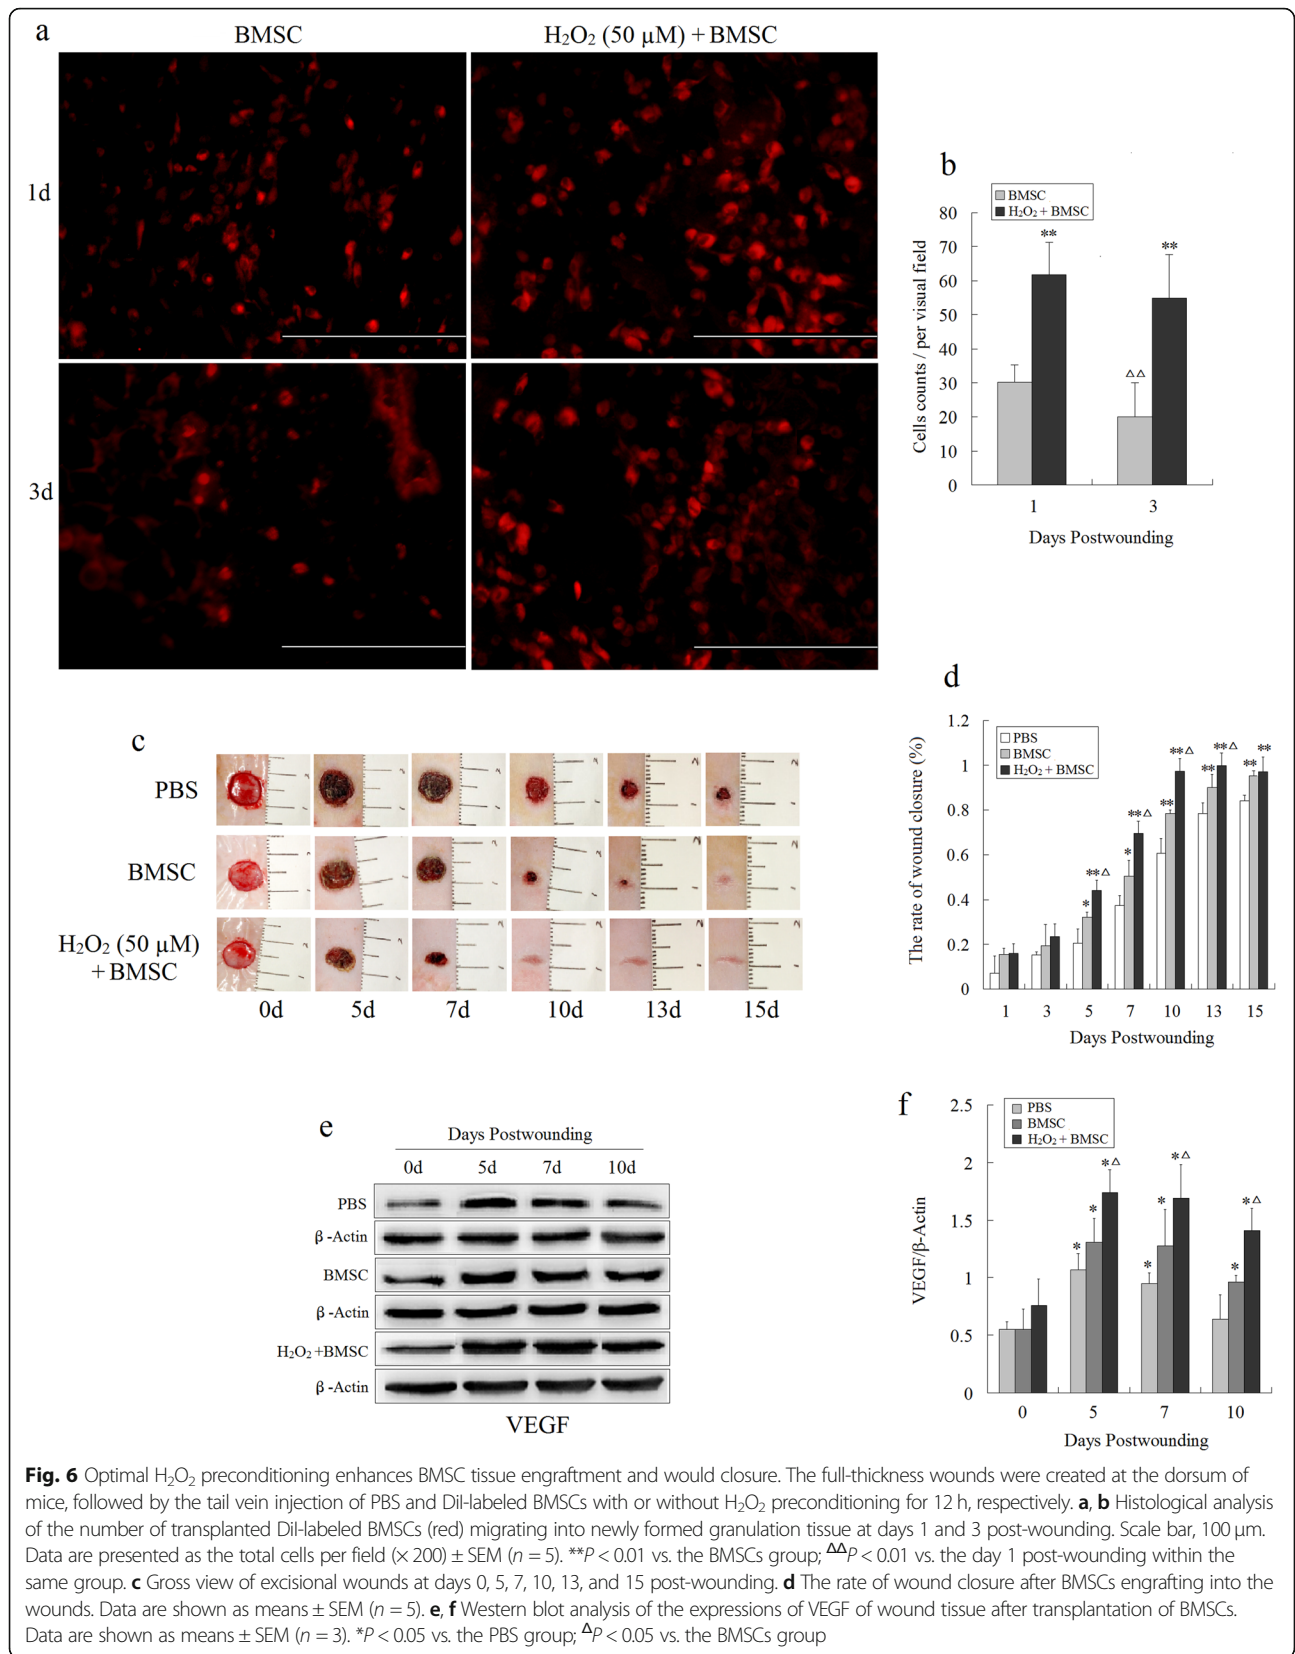 a
BMSC
H₂O₂ (50 μM) + BMSC
1d
3d
b
BMSC
H₂O₂ + BMSC
80
70
60
50
40
30
20
10
0
**
△△
**
Cells counts / per visual field
1
3
Days Postwounding
c
PBS
BMSC
H₂O₂ (50 μM)
+ BMSC
0d
5d
7d
10d
13d
15d
d
PBS
BMSC
H₂O₂ + BMSC
1.2
1
0.8
0.6
0.4
0.2
0
*
**△
*
**△
**
**△
**
**△
**
**
The rate of wound closure (%)
1
3
5
7
10
13
15
Days Postwounding
e
Days Postwounding
0d
5d
7d
10d
PBS
β -Actin
BMSC
β -Actin
H₂O₂ +BMSC
β -Actin
VEGF
f
PBS
BMSC
H₂O₂ + BMSC
2.5
2
1.5
1
0.5
0
*
*
*△
*
*
*△
*
*△
VEGF/β-Actin
0
5
7
10
Days Postwounding
Fig. 6 Optimal H₂O₂ preconditioning enhances BMSC tissue engraftment and would closure. The full-thickness wounds were created at the dorsum of
mice, followed by the tail vein injection of PBS and DiI-labeled BMSCs with or without H₂O₂ preconditioning for 12 h, respectively. a, b Histological analysis
of the number of transplanted DiI-labeled BMSCs (red) migrating into newly formed granulation tissue at days 1 and 3 post-wounding. Scale bar, 100 μm.
Data are presented as the total cells per field (× 200) ± SEM (n = 5). **P < 0.01 vs. the BMSCs group; ΔΔP < 0.01 vs. the day 1 post-wounding within the
same group. c Gross view of excisional wounds at days 0, 5, 7, 10, 13, and 15 post-wounding. d The rate of wound closure after BMSCs engrafting into the
wounds. Data are shown as means ± SEM (n = 5). e, f Western blot analysis of the expressions of VEGF of wound tissue after transplantation of BMSCs.
Data are shown as means ± SEM (n = 3). *P < 0.05 vs. the PBS group; ΔP < 0.05 vs. the BMSCs group